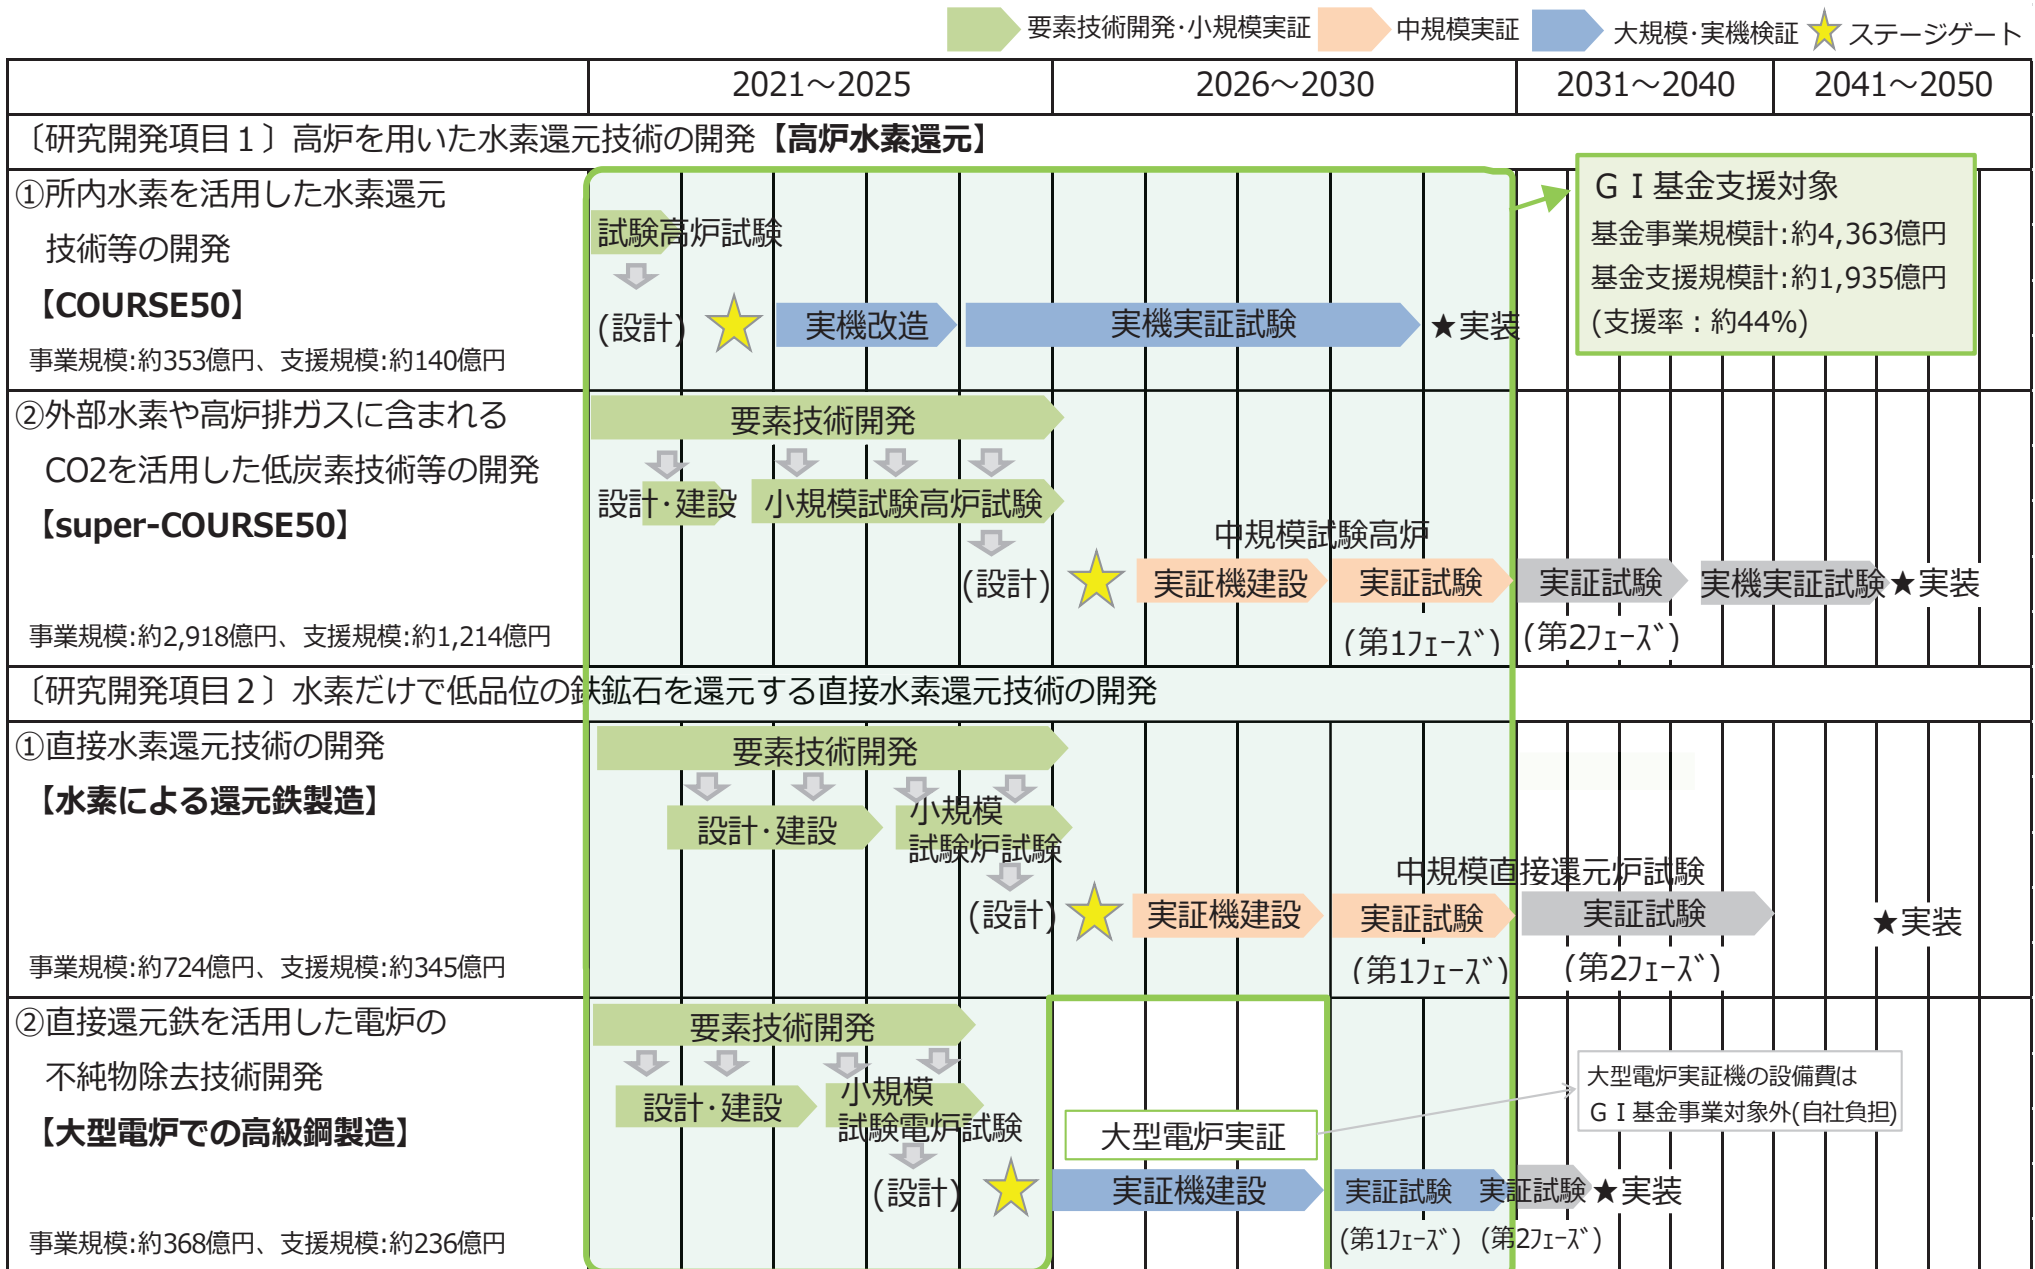 要素技術開発･小規模実証 中規模実証 大規模･実機検証 ステージゲート
2021～2025 2026～2030 2031～2040 2041～2050
〔研究開発項目１〕高炉を用いた水素還元技術の開発【高炉水素還元】
①所内水素を活用した水素還元
技術等の開発
【COURSE50】
事業規模:約353億円、支援規模:約140億円
試験高炉試験
(設計)
実機改造
実機実証試験
★実装
ＧＩ基金支援対象
基金事業規模計:約4,363億円
基金支援規模計:約1,935億円
(支援率：約44%)
②外部水素や高炉排ガスに含まれる
CO2を活用した低炭素技術等の開発
【super-COURSE50】
事業規模:約2,918億円、支援規模:約1,214億円
要素技術開発
設計･建設
小規模試験高炉試験
(設計)
中規模試験高炉
実証機建設
実証試験
(第1ﾌｪｰｽﾞ)
実証試験
(第2ﾌｪｰｽﾞ)
実機実証試験
★実装
〔研究開発項目２〕水素だけで低品位の鉄鉱石を還元する直接水素還元技術の開発
①直接水素還元技術の開発
【水素による還元鉄製造】
事業規模:約724億円、支援規模:約345億円
要素技術開発
設計･建設
小規模
試験炉試験
(設計)
中規模直接還元炉試験
実証機建設
実証試験
(第1ﾌｪｰｽﾞ)
実証試験
(第2ﾌｪｰｽﾞ)
★実装
②直接還元鉄を活用した電炉の
不純物除去技術開発
【大型電炉での高級鋼製造】
事業規模:約368億円、支援規模:約236億円
要素技術開発
設計･建設
小規模
試験電炉試験
(設計)
大型電炉実証
実証機建設
実証試験
(第1ﾌｪｰｽﾞ)
実証試験
(第2ﾌｪｰｽﾞ)
★実装
大型電炉実証機の設備費は
ＧＩ基金事業対象外(自社負担)